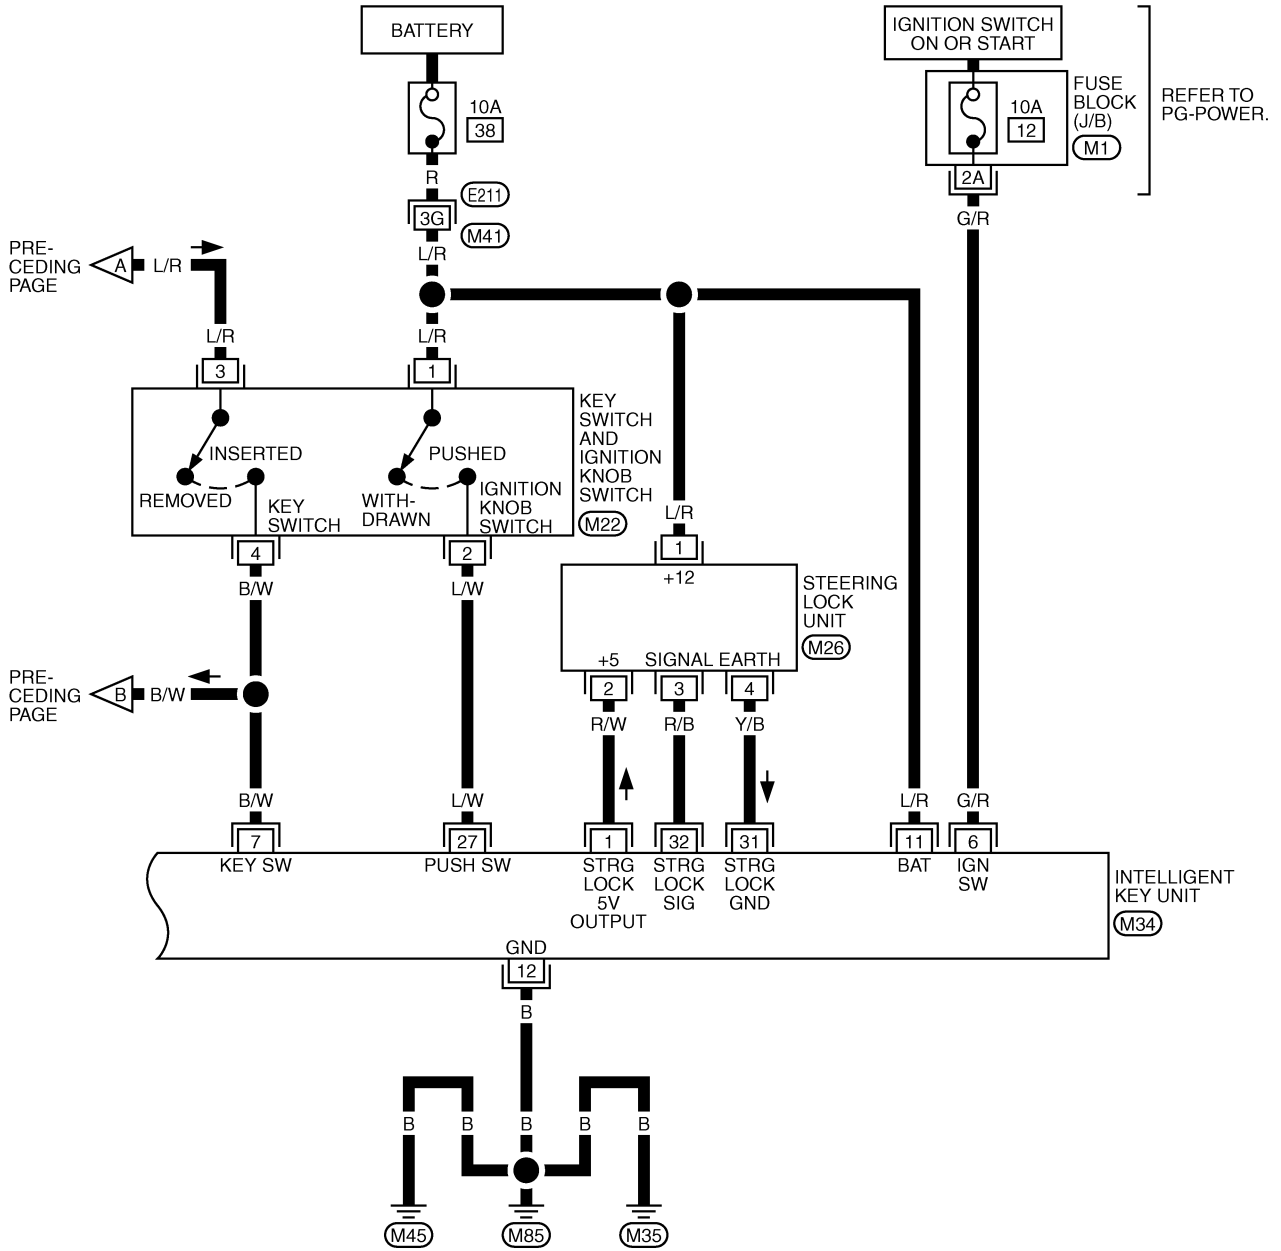 BATTERY
IGNITION SWITCH
ON OR START
10A
38
10A
12
FUSE
BLOCK
(J/B)
M1
REFER TO
PG-POWER.
R
E211
3G
M41
2A
G/R
L/R
PRE-
CEDING
PAGE
A
L/R
L/R
L/R
3
1
INSERTED
REMOVED
KEY
SWITCH
PUSHED
WITH-
DRAWN
IGNITION
KNOB
SWITCH
KEY
SWITCH
AND
IGNITION
KNOB
SWITCH
M22
L/R
1
4
2
B/W
L/W
+12
STEERING
LOCK
UNIT
M26
+5
SIGNAL
EARTH
2
3
4
R/W
R/B
Y/B
PRE-
CEDING
PAGE
B
B/W
B/W
L/W
L/R
G/R
7
27
1
32
31
11
6
KEY SW
PUSH SW
STRG
LOCK
5V
OUTPUT
STRG
LOCK
SIG
STRG
LOCK
GND
BAT
IGN
SW
INTELLIGENT
KEY UNIT
M34
GND
12
B
B
B
B
B
B
M45
M85
M35